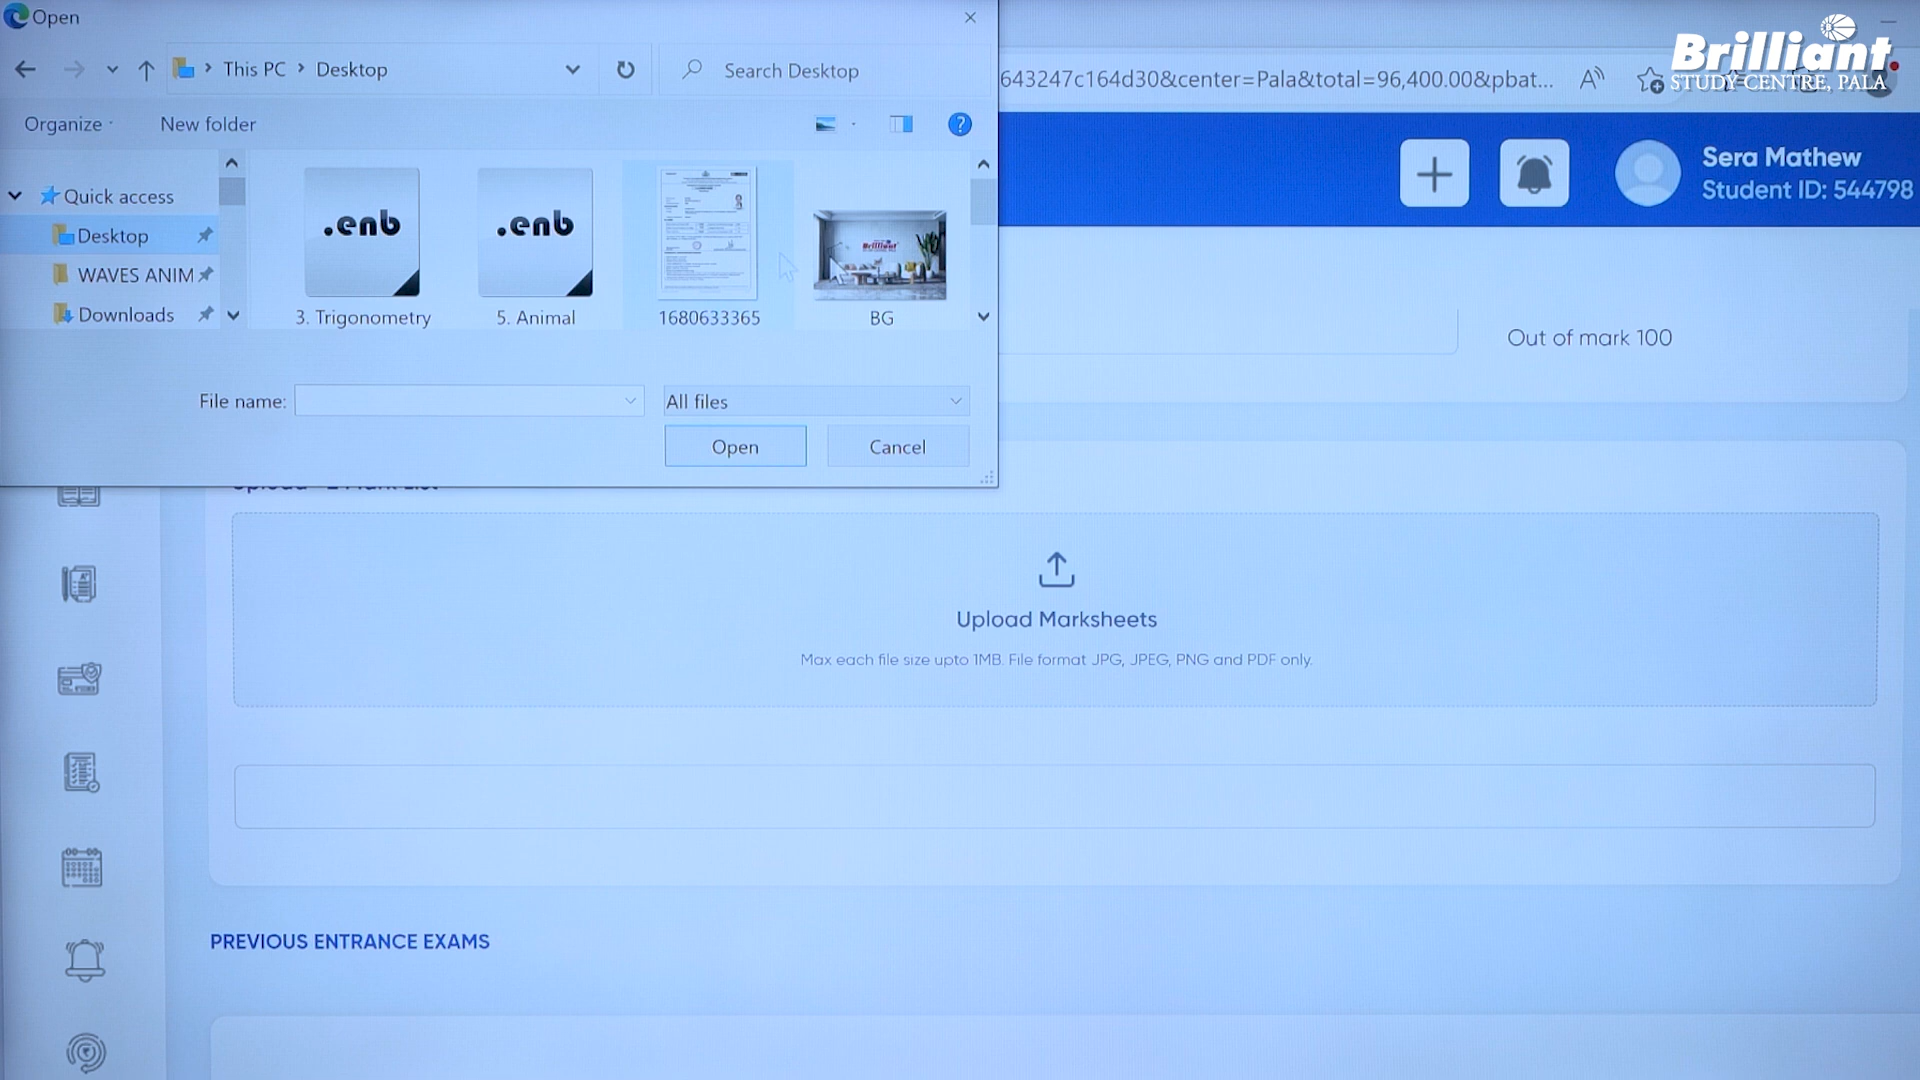 Open
This PC > Desktop
Search Desktop
643247c164d30&center=Pala&total=96,400.00&pbat...
Brilliant
STUDY CENTRE, PALA
Organize
New folder
?
Quick access
Desktop
WAVES ANIM
Downloads
.enb
3. Trigonometry
.enb
5. Animal
1680633365
Brilliant
BG
File name:
All files
Open
Cancel
Sera Mathew
Student ID: 544798
Out of mark 100
Upload Marksheets
Max each file size upto 1MB. File format JPG, JPEG, PNG and PDF only.
PREVIOUS ENTRANCE EXAMS